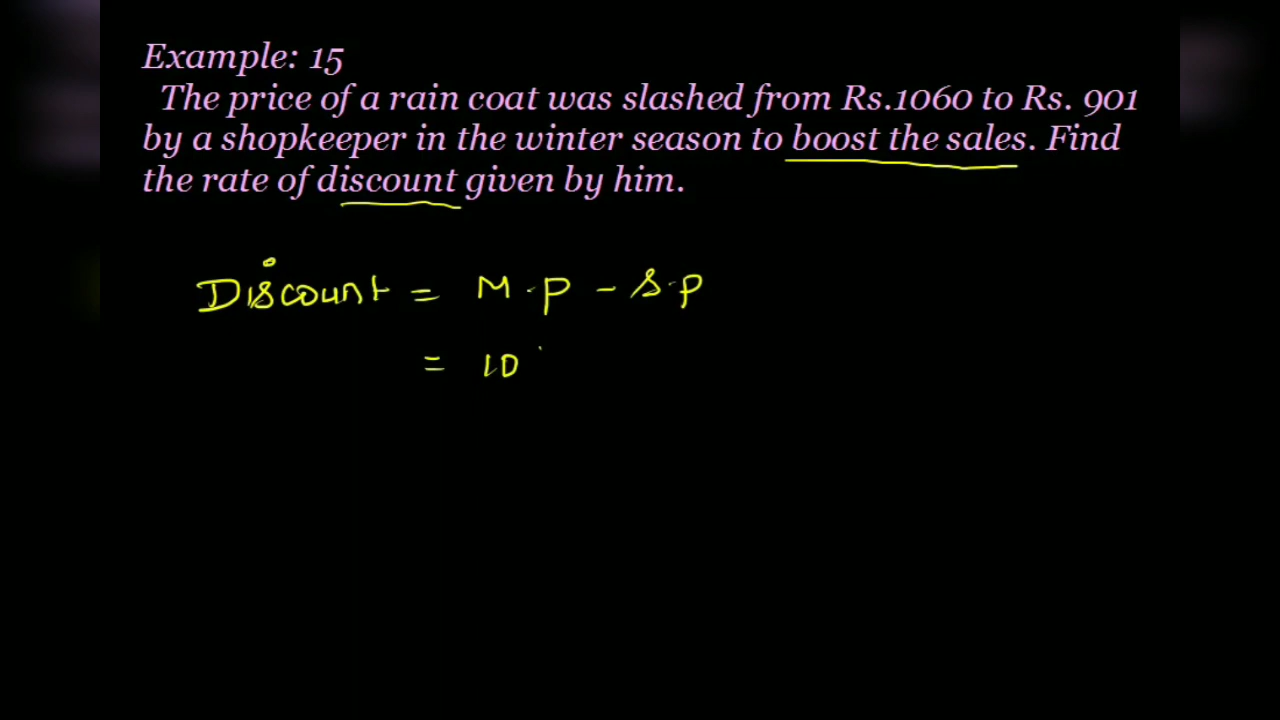 Example: 15
The price of a rain coat was slashed from Rs.1060 to Rs. 901
by a shopkeeper in the winter season to boost the sales. Find
the rate of discount given by him.
Discount = M.P - S.P
= 10